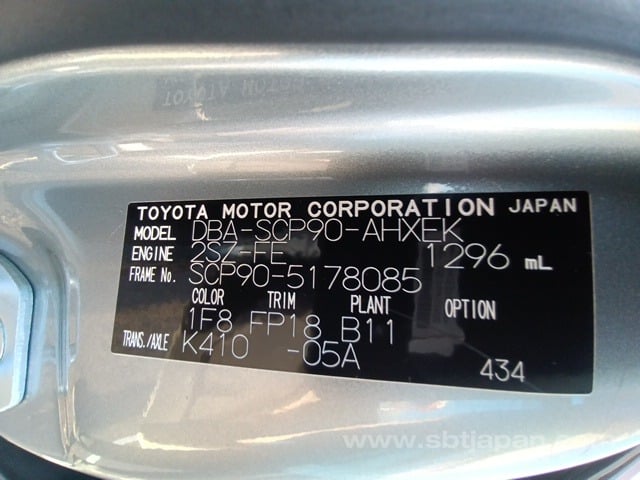 TOYOTA MOTOR CORPORATION JAPAN
MODEL DBA-SCP90-AHXEK
ENGINE 2SZ-FE 1296 mL
FRAME No. SCP90-5178085
COLOR TRIM PLANT OPTION
1F8 FP18 B11
TRANS./AXLE K410 -05A
434
www.sbtjapan.com